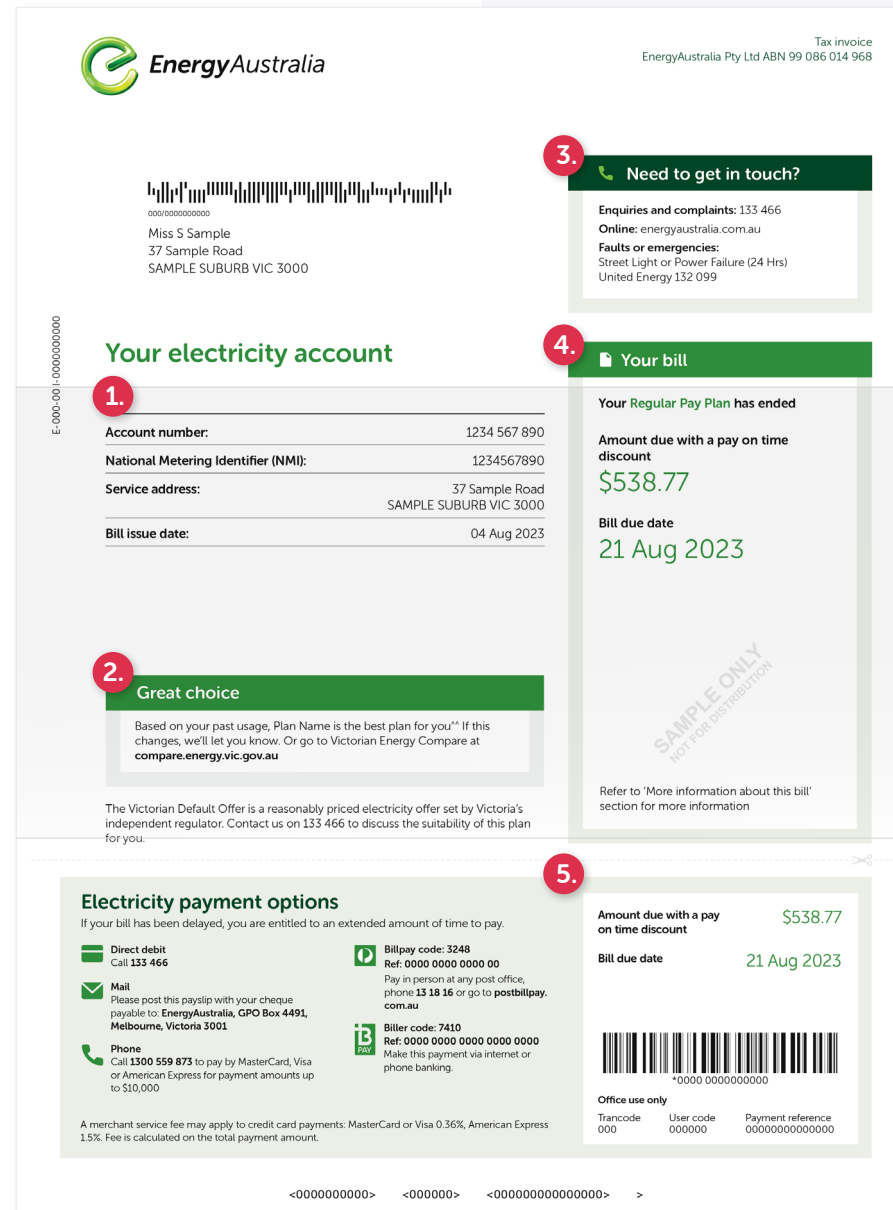 EnergyAustralia
Tax invoice
EnergyAustralia Pty Ltd ABN 99 086 014 968
000/0000000000
Miss S Sample
37 Sample Road
SAMPLE SUBURB VIC 3000
3.
Need to get in touch?
Enquiries and complaints: 133 466
Online: energyaustralia.com.au
Faults or emergencies:
Street Light or Power Failure (24 Hrs)
United Energy 132 099
E-000-001-0000000000
Your electricity account
1.
Account number: 1234 567 890
National Metering Identifier (NMI): 1234567890
Service address: 37 Sample Road
SAMPLE SUBURB VIC 3000
Bill issue date: 04 Aug 2023
4.
Your bill
Your Regular Pay Plan has ended
Amount due with a pay on time
discount
$538.77
Bill due date
21 Aug 2023
SAMPLE ONLY
NOT FOR DISTRIBUTION
Refer to ‘More information about this bill’
section for more information
2.
Great choice
Based on your past usage, Plan Name is the best plan for you^^ If this
changes, we’ll let you know. Or go to Victorian Energy Compare at
compare.energy.vic.gov.au
The Victorian Default Offer is a reasonably priced electricity offer set by Victoria’s
independent regulator. Contact us on 133 466 to discuss the suitability of this plan
for you.
Electricity payment options
If your bill has been delayed, you are entitled to an extended amount of time to pay.
Direct debit
Call 133 466
Mail
Please post this payslip with your cheque
payable to: EnergyAustralia, GPO Box 4491,
Melbourne, Victoria 3001
Phone
Call 1300 559 873 to pay by MasterCard, Visa
or American Express for payment amounts up
to $10,000
Billpay code: 3248
Ref: 0000 0000 0000 00
Pay in person at any post office,
phone 13 18 16 or go to postbillpay.
com.au
B
PAY
Biller code: 7410
Ref: 0000 0000 0000 0000 0000
Make this payment via internet or
phone banking.
A merchant service fee may apply to credit card payments: MasterCard or Visa 0.36%, American Express
1.5%. Fee is calculated on the total payment amount.
5.
Amount due with a pay $538.77
on time discount
Bill due date 21 Aug 2023
*0000 0000000000
Office use only
Trancode User code Payment reference
000 000000 00000000000000
<0000000000> <000000> <000000000000000> >